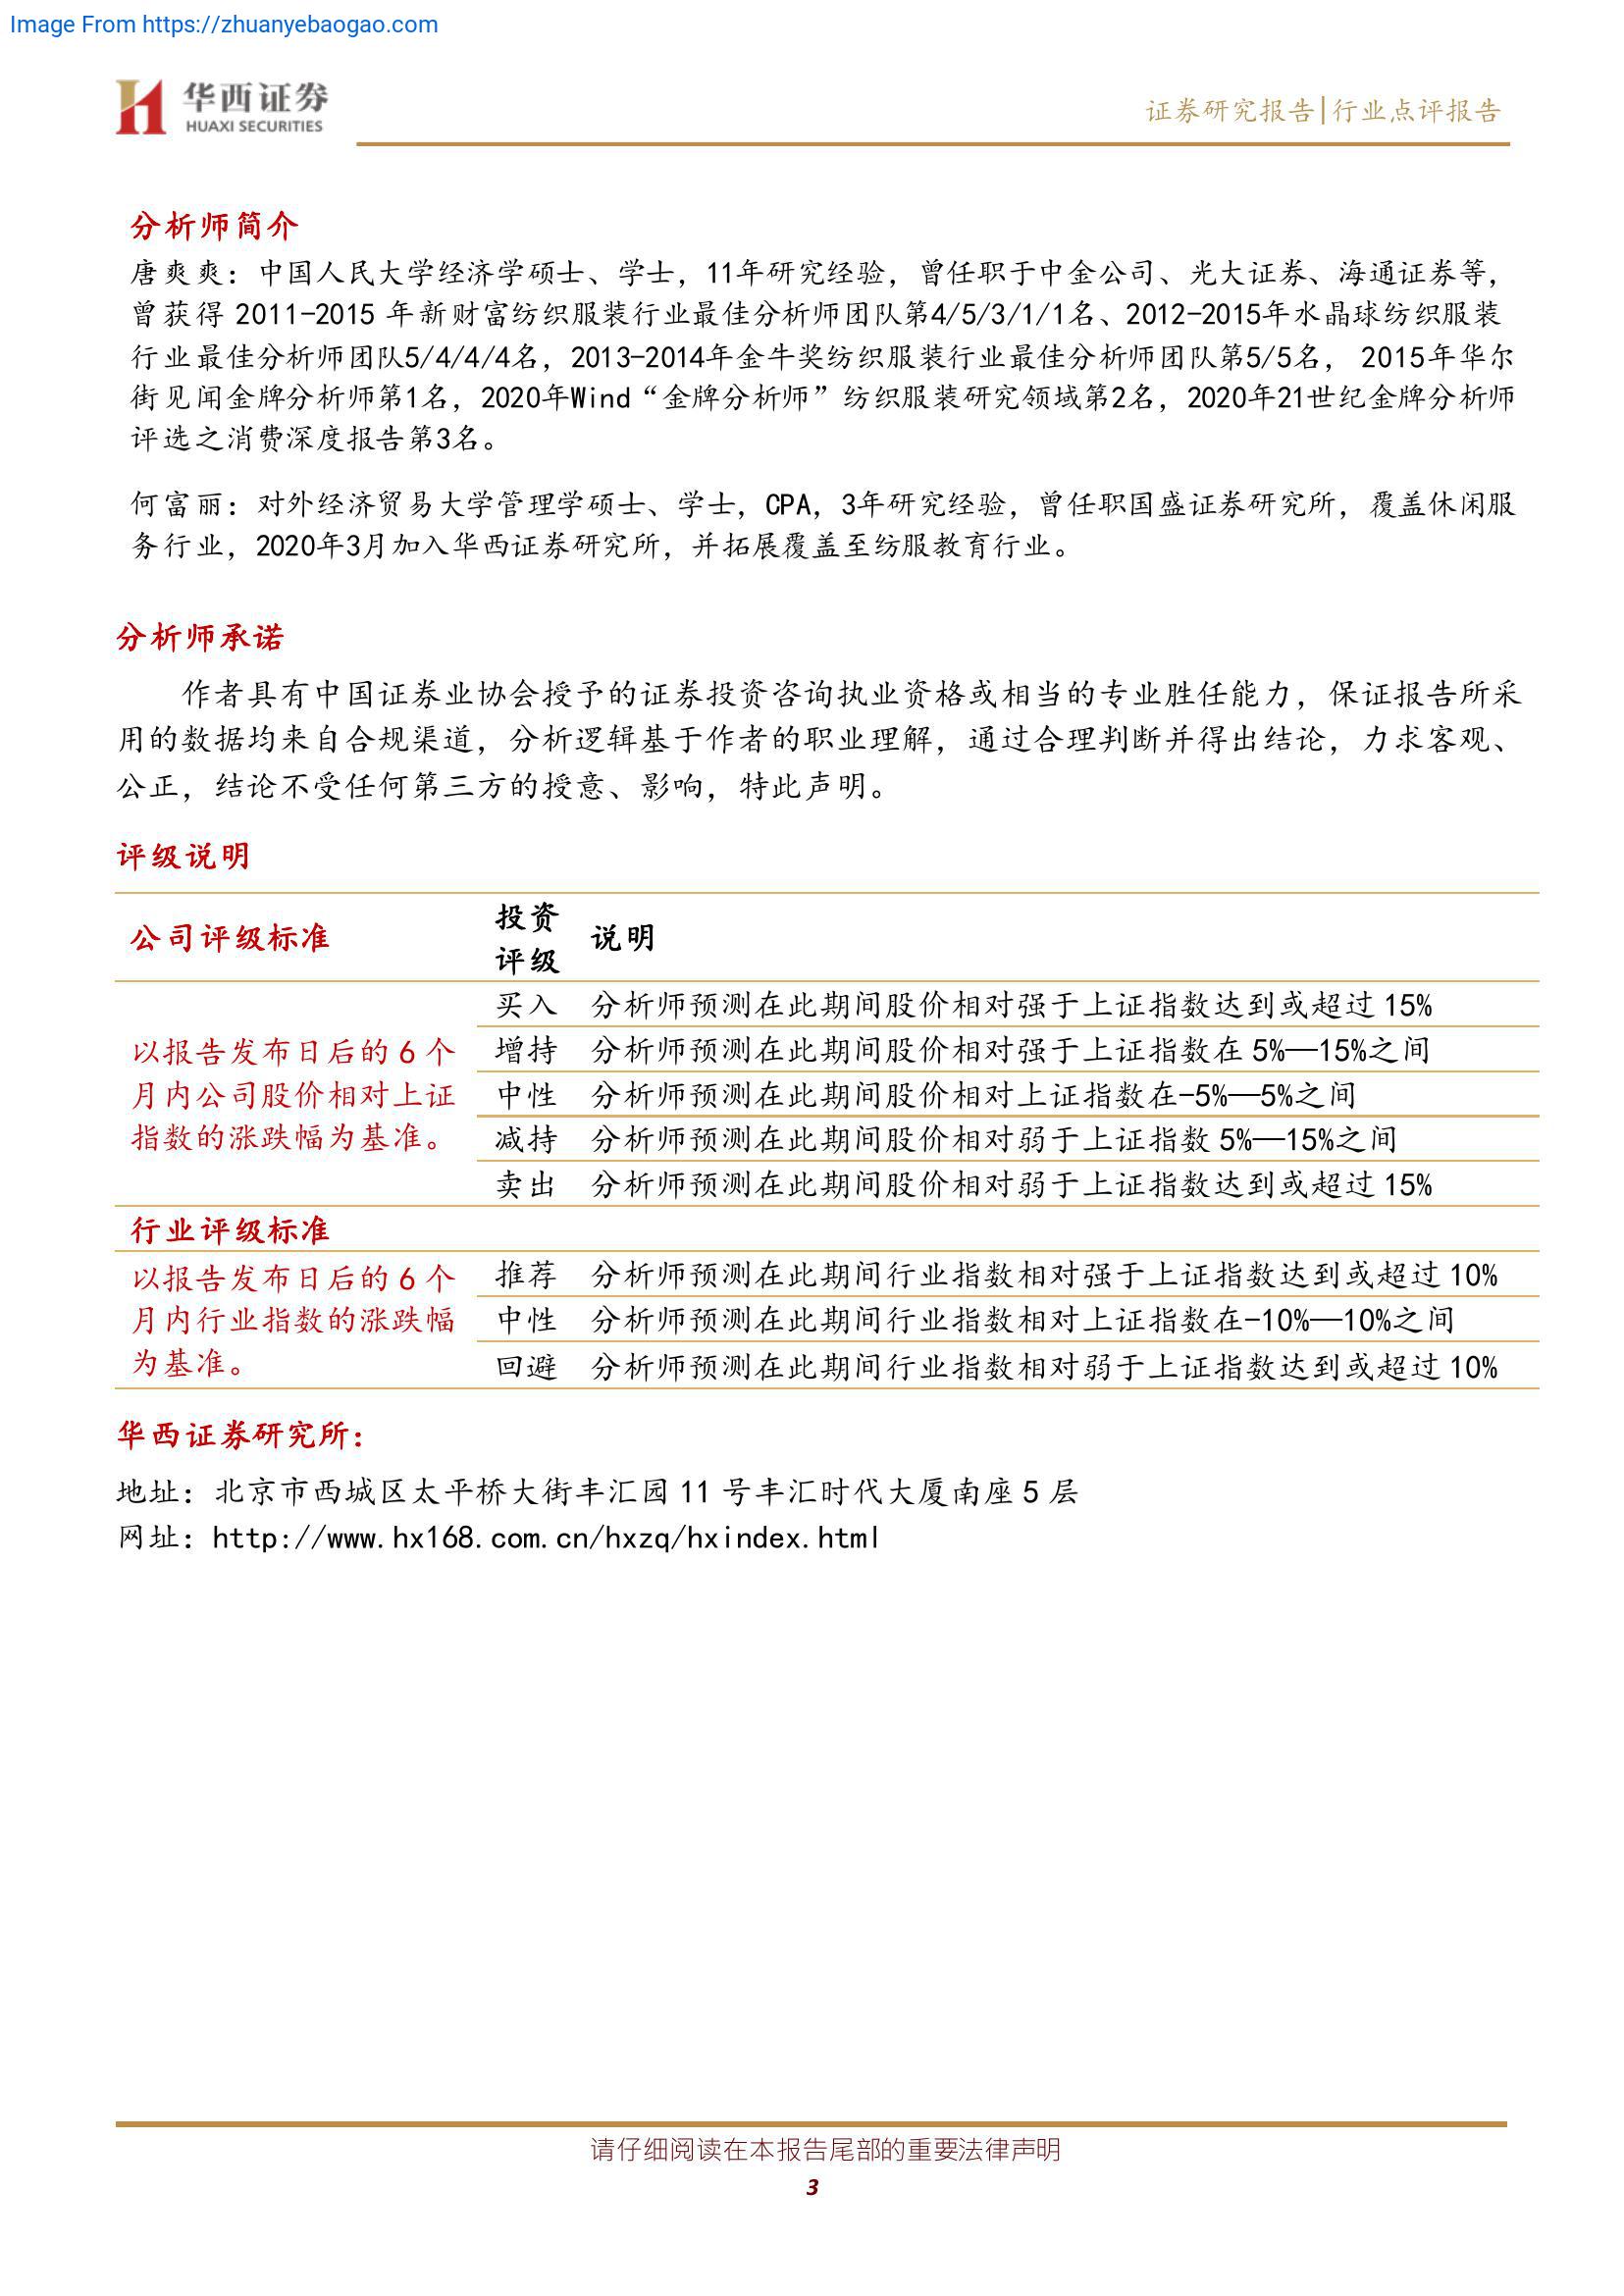 Image From https://zhuanyebaogao.com
华西证券
HUAXI SECURITIES
证券研究报告|行业点评报告
分析师简介
唐爽爽：中国人民大学经济学硕士、学士，11年研究经验，曾任职于中金公司、光大证券、海通证券等，
曾获得 2011-2015 年新财富纺织服装行业最佳分析师团队第4/5/3/1/1名、2012-2015年水晶球纺织服装
行业最佳分析师团队5/4/4/4名，2013-2014年金牛奖纺织服装行业最佳分析师团队第5/5名， 2015年华尔
街见闻金牌分析师第1名，2020年Wind“金牌分析师”纺织服装研究领域第2名，2020年21世纪金牌分析师
评选之消费深度报告第3名。
何富丽：对外经济贸易大学管理学硕士、学士，CPA，3年研究经验，曾任职国盛证券研究所，覆盖休闲服
务行业，2020年3月加入华西证券研究所，并拓展覆盖至纺服教育行业。
分析师承诺
作者具有中国证券业协会授予的证券投资咨询执业资格或相当的专业胜任能力，保证报告所采
用的数据均来自合规渠道，分析逻辑基于作者的职业理解，通过合理判断并得出结论，力求客观、
公正，结论不受任何第三方的授意、影响，特此声明。
评级说明
公司评级标准
投资
评级
说明
以报告发布日后的 6 个
月内公司股价相对上证
指数的涨跌幅为基准。
买入 分析师预测在此期间股价相对强于上证指数达到或超过 15%
增持 分析师预测在此期间股价相对强于上证指数在 5%—15%之间
中性 分析师预测在此期间股价相对上证指数在-5%—5%之间
减持 分析师预测在此期间股价相对弱于上证指数 5%—15%之间
卖出 分析师预测在此期间股价相对弱于上证指数达到或超过 15%
行业评级标准
以报告发布日后的 6 个
月内行业指数的涨跌幅
为基准。
推荐 分析师预测在此期间行业指数相对强于上证指数达到或超过 10%
中性 分析师预测在此期间行业指数相对上证指数在-10%—10%之间
回避 分析师预测在此期间行业指数相对弱于上证指数达到或超过 10%
华西证券研究所：
地址：北京市西城区太平桥大街丰汇园 11 号丰汇时代大厦南座 5 层
网址：http://www.hx168.com.cn/hxzq/hxindex.html
请仔细阅读在本报告尾部的重要法律声明
3